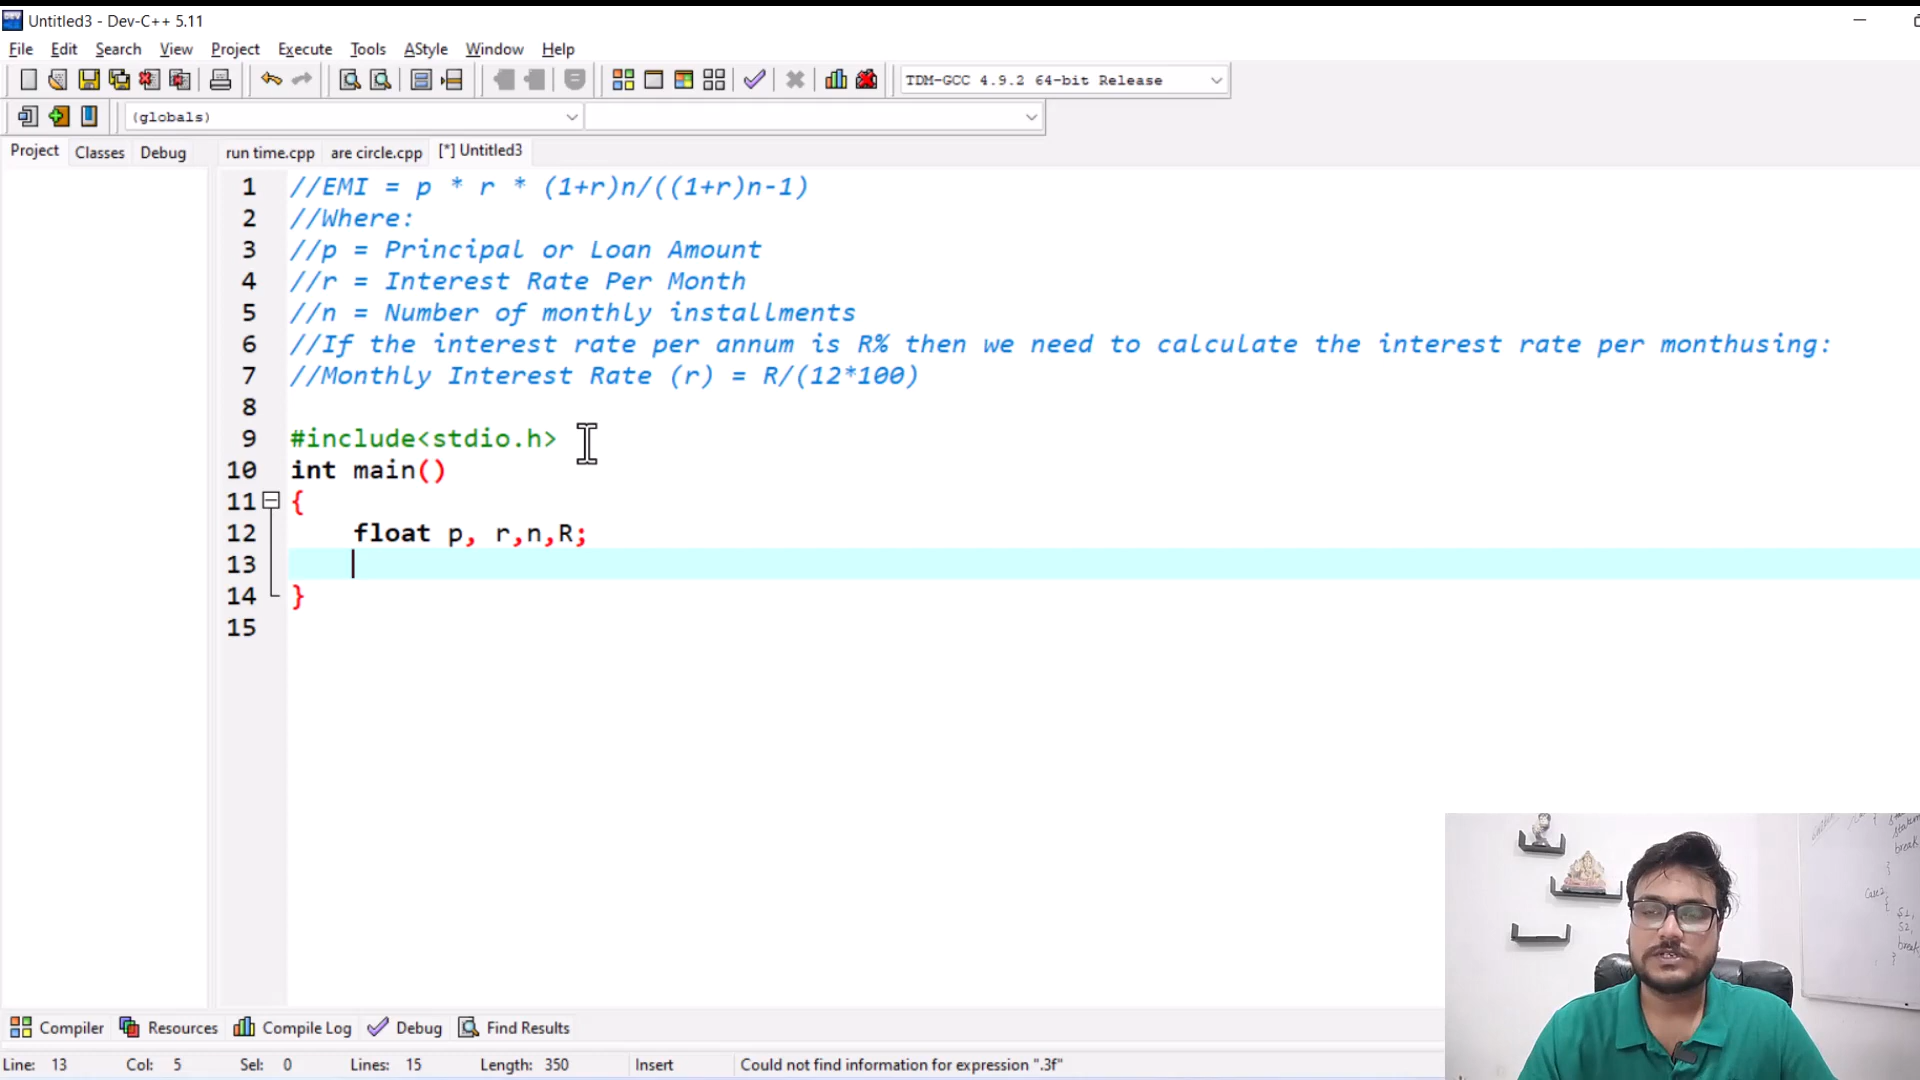 Untitled3 - Dev-C++ 5.11
File Edit Search View Project Execute Tools AStyle Window Help
TDM-GCC 4.9.2 64-bit Release
(globals)
Project Classes Debug run time.cpp are circle.cpp [*] Untitled3
1 //EMI = p * r * (1+r)n/((1+r)n-1)
2 //Where:
3 //p = Principal or Loan Amount
4 //r = Interest Rate Per Month
5 //n = Number of monthly installments
6 //If the interest rate per annum is R% then we need to calculate the interest rate per monthusing:
7 //Monthly Interest Rate (r) = R/(12*100)
8
9 #include<stdio.h>
10 int main()
11 {
12 float p, r,n,R;
13
14 }
15
break
Case2
{
S1,
S2,
break
}
Compiler Resources Compile Log Debug Find Results
Line: 13 Col: 5 Sel: 0 Lines: 15 Length: 350 Insert Could not find information for expression ".3f"